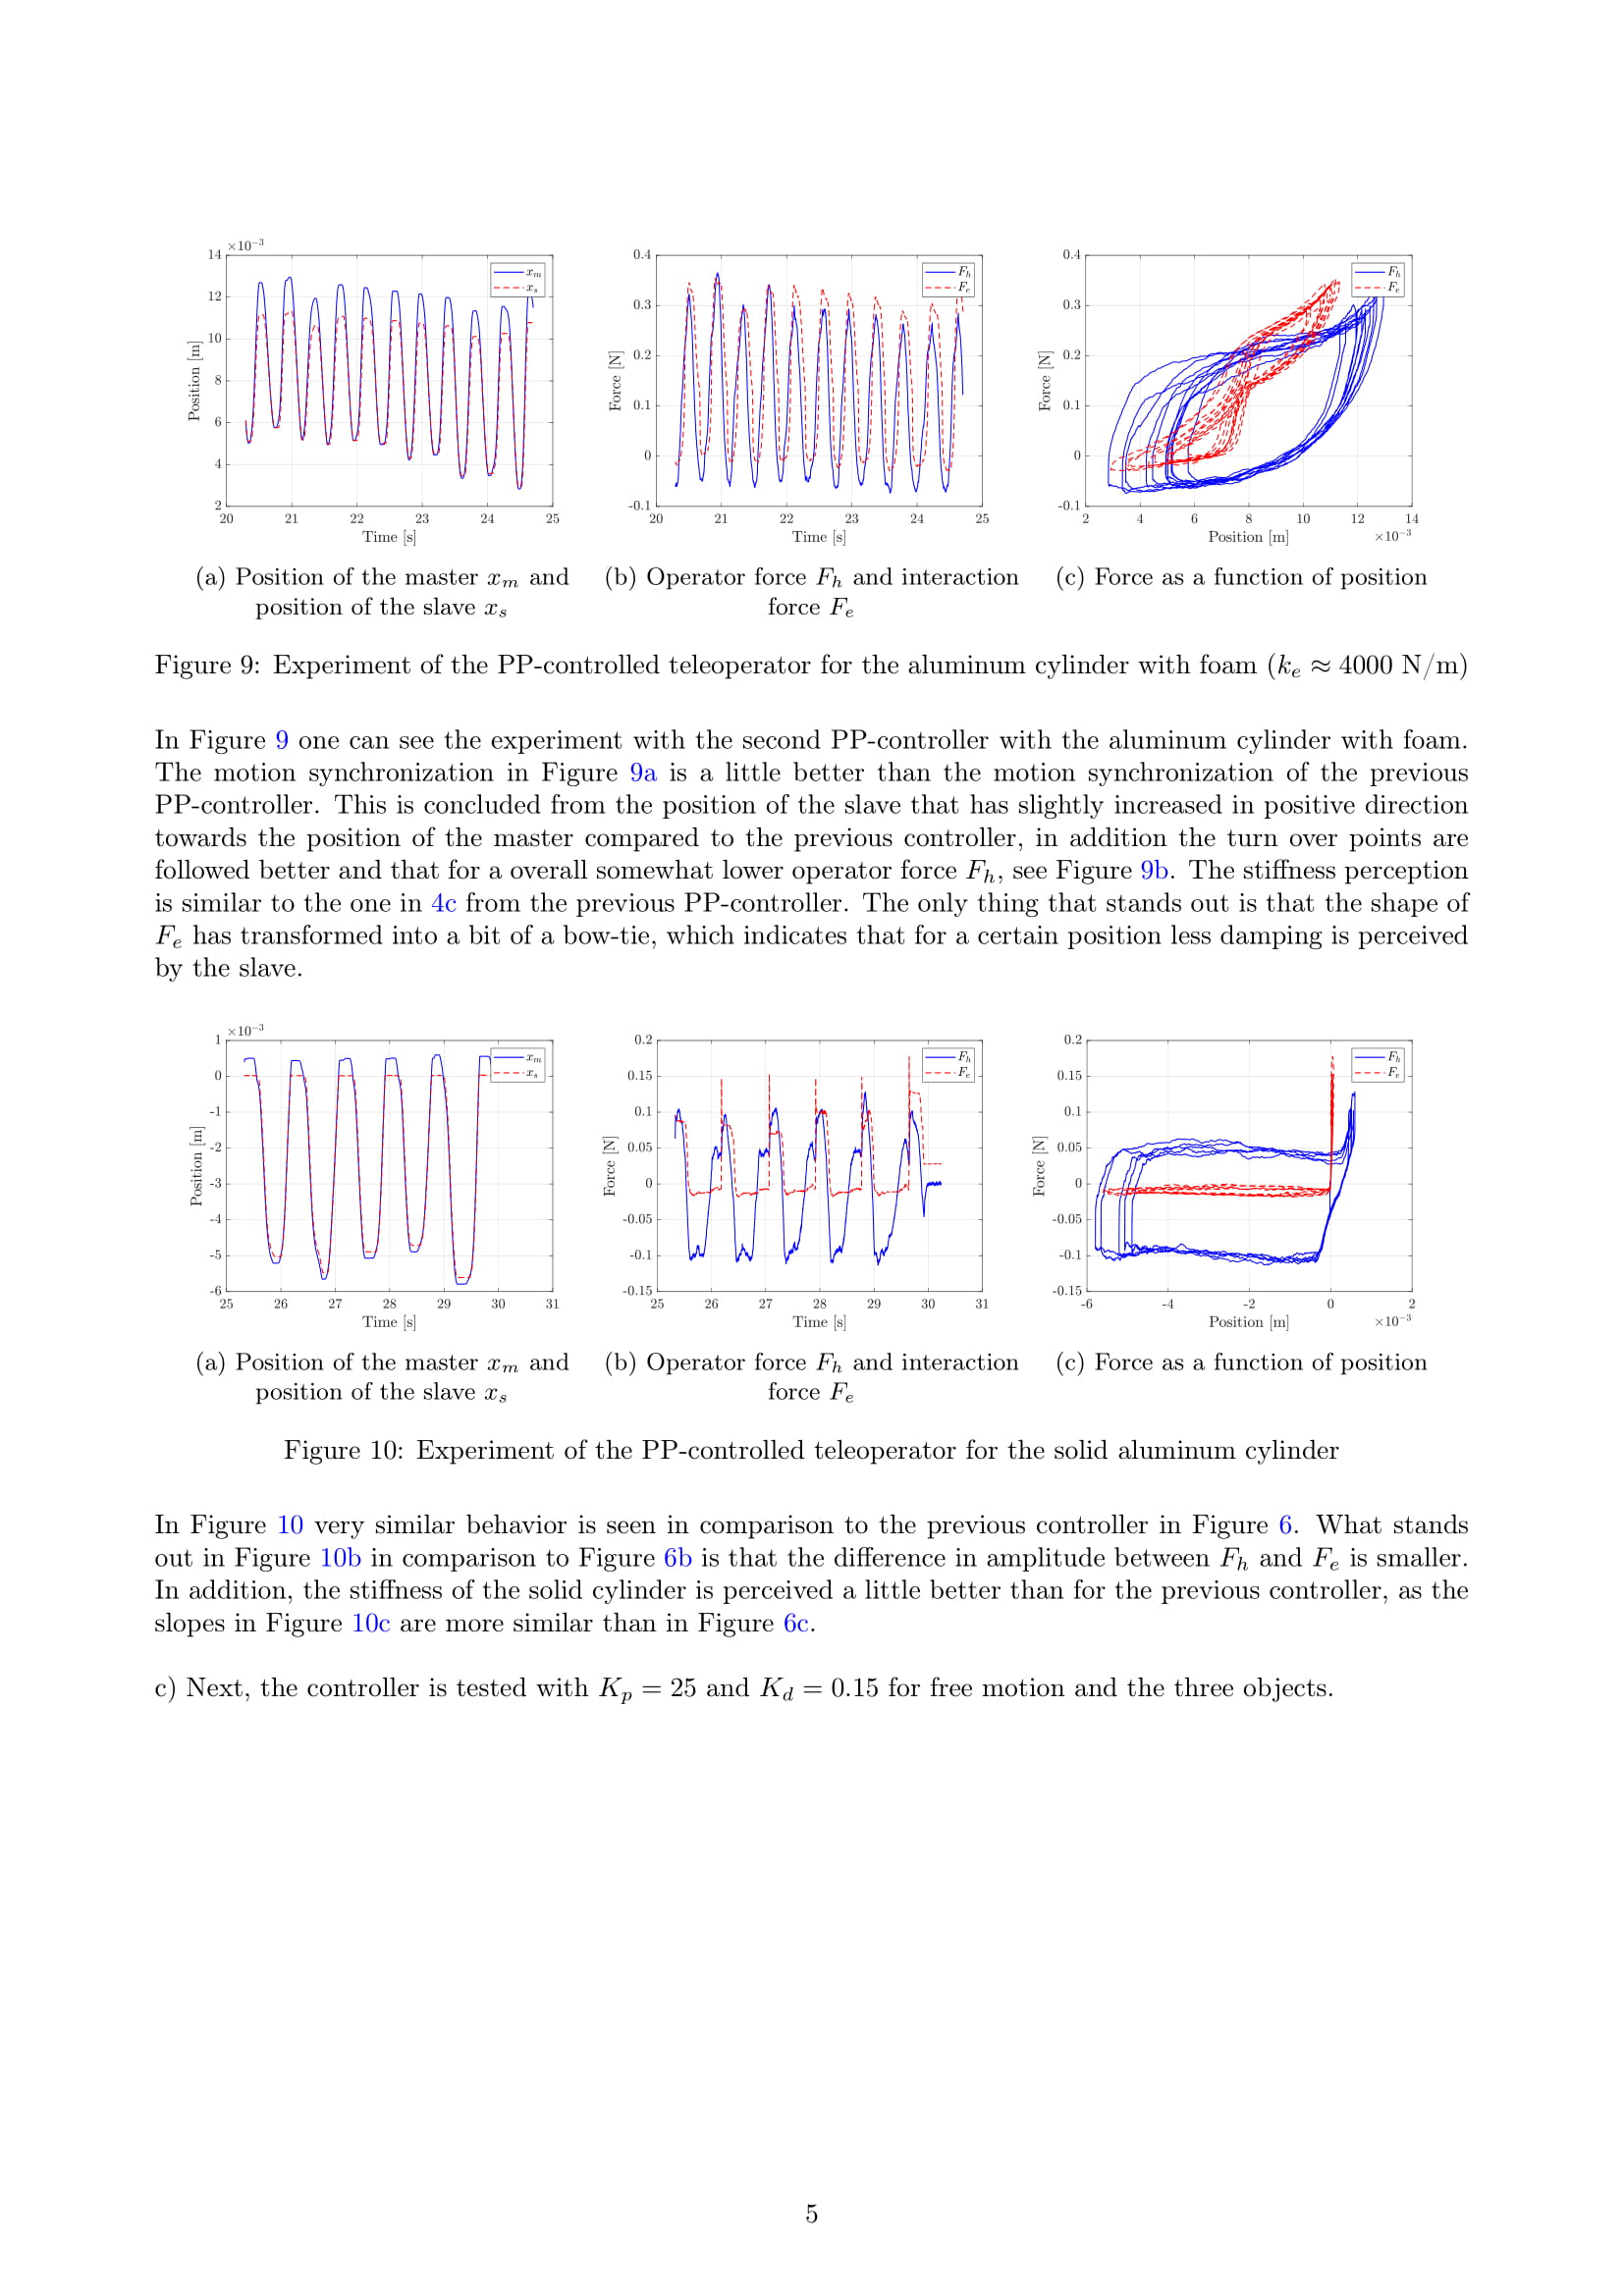 ×10⁻³
14
12
10
8
6
4
2
20 21 22 23 24 25
Position [m]
Time [s]
x_m
x_s
0.4
0.3
0.2
0.1
0
-0.1
20 21 22 23 24 25
Force [N]
Time [s]
F_h
F_e
0.4
0.3
0.2
0.1
0
-0.1
2 4 6 8 10 12 14
Force [N]
Position [m] ×10⁻³
F_h
F_e
(a) Position of the master x_m and
position of the slave x_s
(b) Operator force F_h and interaction
force F_e
(c) Force as a function of position
Figure 9: Experiment of the PP-controlled teleoperator for the aluminum cylinder with foam (k_e ≈ 4000 N/m)
In Figure 9 one can see the experiment with the second PP-controller with the aluminum cylinder with foam.
The motion synchronization in Figure 9a is a little better than the motion synchronization of the previous
PP-controller. This is concluded from the position of the slave that has slightly increased in positive direction
towards the position of the master compared to the previous controller, in addition the turn over points are
followed better and that for a overall somewhat lower operator force F_h, see Figure 9b. The stiffness perception
is similar to the one in 4c from the previous PP-controller. The only thing that stands out is that the shape of
F_e has transformed into a bit of a bow-tie, which indicates that for a certain position less damping is perceived
by the slave.
×10⁻³
1
0
-1
-2
-3
-4
-5
-6
25 26 27 28 29 30 31
Position [m]
Time [s]
x_m
x_s
0.2
0.15
0.1
0.05
0
-0.05
-0.1
-0.15
25 26 27 28 29 30 31
Force [N]
Time [s]
F_h
F_e
0.2
0.15
0.1
0.05
0
-0.05
-0.1
-0.15
-6 -4 -2 0 2
Force [N]
Position [m] ×10⁻³
F_h
F_e
(a) Position of the master x_m and
position of the slave x_s
(b) Operator force F_h and interaction
force F_e
(c) Force as a function of position
Figure 10: Experiment of the PP-controlled teleoperator for the solid aluminum cylinder
In Figure 10 very similar behavior is seen in comparison to the previous controller in Figure 6. What stands
out in Figure 10b in comparison to Figure 6b is that the difference in amplitude between F_h and F_e is smaller.
In addition, the stiffness of the solid cylinder is perceived a little better than for the previous controller, as the
slopes in Figure 10c are more similar than in Figure 6c.
c) Next, the controller is tested with K_p = 25 and K_d = 0.15 for free motion and the three objects.
5